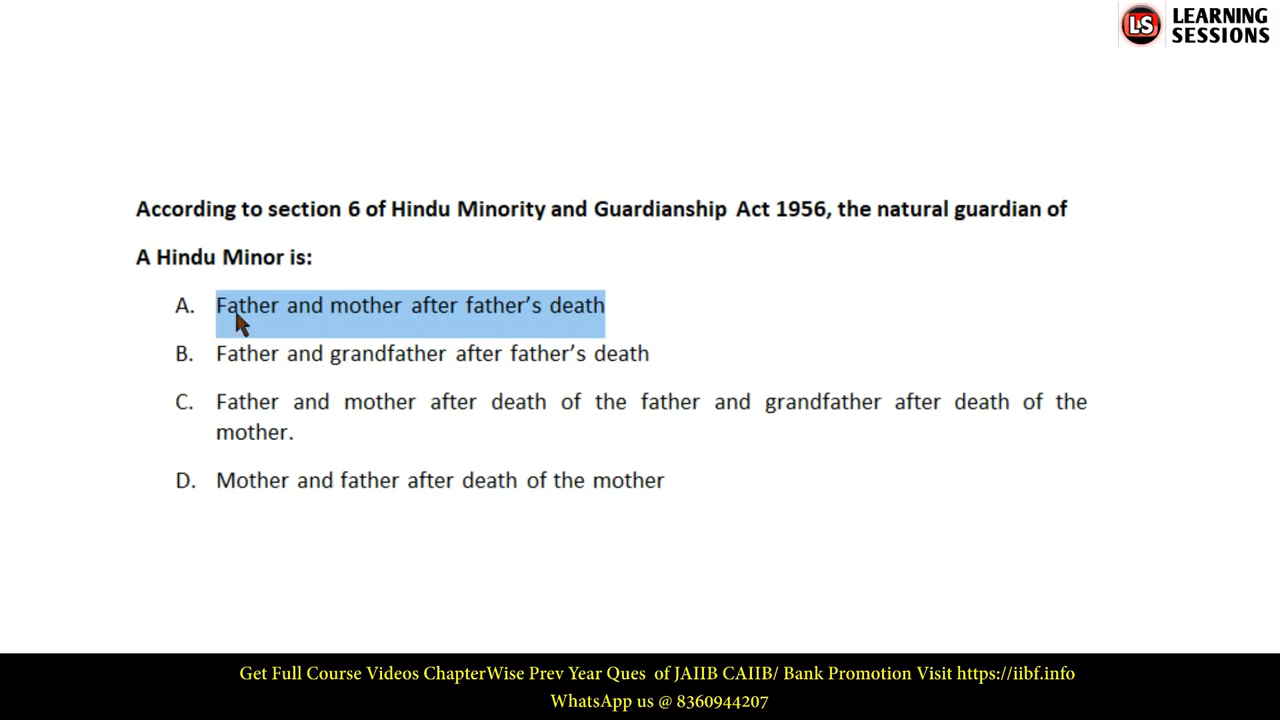 LS LEARNING
SESSIONS
According to section 6 of Hindu Minority and Guardianship Act 1956, the natural guardian of
A Hindu Minor is:
A. Father and mother after father’s death
B. Father and grandfather after father’s death
C. Father and mother after death of the father and grandfather after death of the
mother.
D. Mother and father after death of the mother
Get Full Course Videos ChapterWise Prev Year Ques of JAIIB CAIIB/ Bank Promotion Visit https://iibf.info
WhatsApp us @ 8360944207